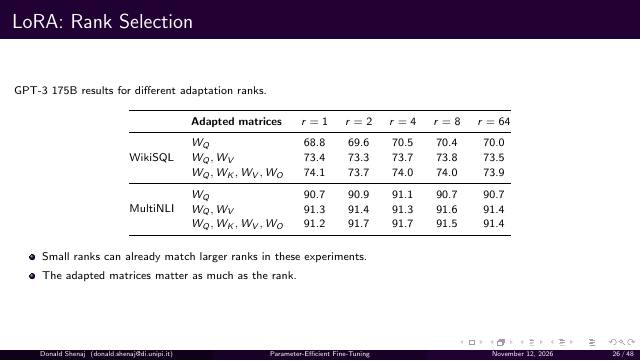 LoRA: Rank Selection
GPT-3 175B results for different adaptation ranks.
Adapted matrices r = 1 r = 2 r = 4 r = 8 r = 64
W_Q 68.8 69.6 70.5 70.4 70.0
WikiSQL W_Q, W_V 73.4 73.3 73.7 73.8 73.5
W_Q, W_K, W_V, W_O 74.1 73.7 74.0 74.0 73.9
W_Q 90.7 90.9 91.1 90.7 90.7
MultiNLI W_Q, W_V 91.3 91.4 91.3 91.6 91.4
W_Q, W_K, W_V, W_O 91.2 91.7 91.7 91.5 91.4
Small ranks can already match larger ranks in these experiments.
The adapted matrices matter as much as the rank.
Donald Shenaj (donald.shenaj@di.unipi.it) Parameter-Efficient Fine-Tuning November 12, 2026 26 / 48